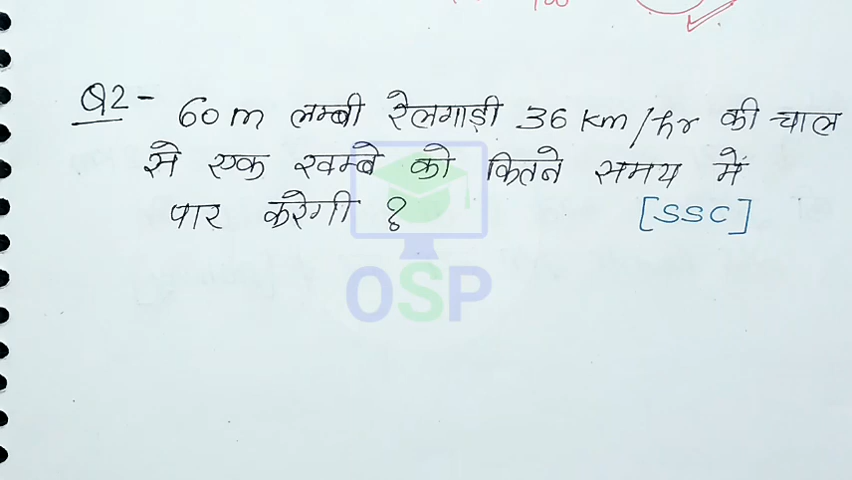 Q2- 60m लम्बी रेलगाड़ी 36 km/hr की चाल
से एक खम्बे को कितने समय में
पार करेगी ? [SSC]
OSP